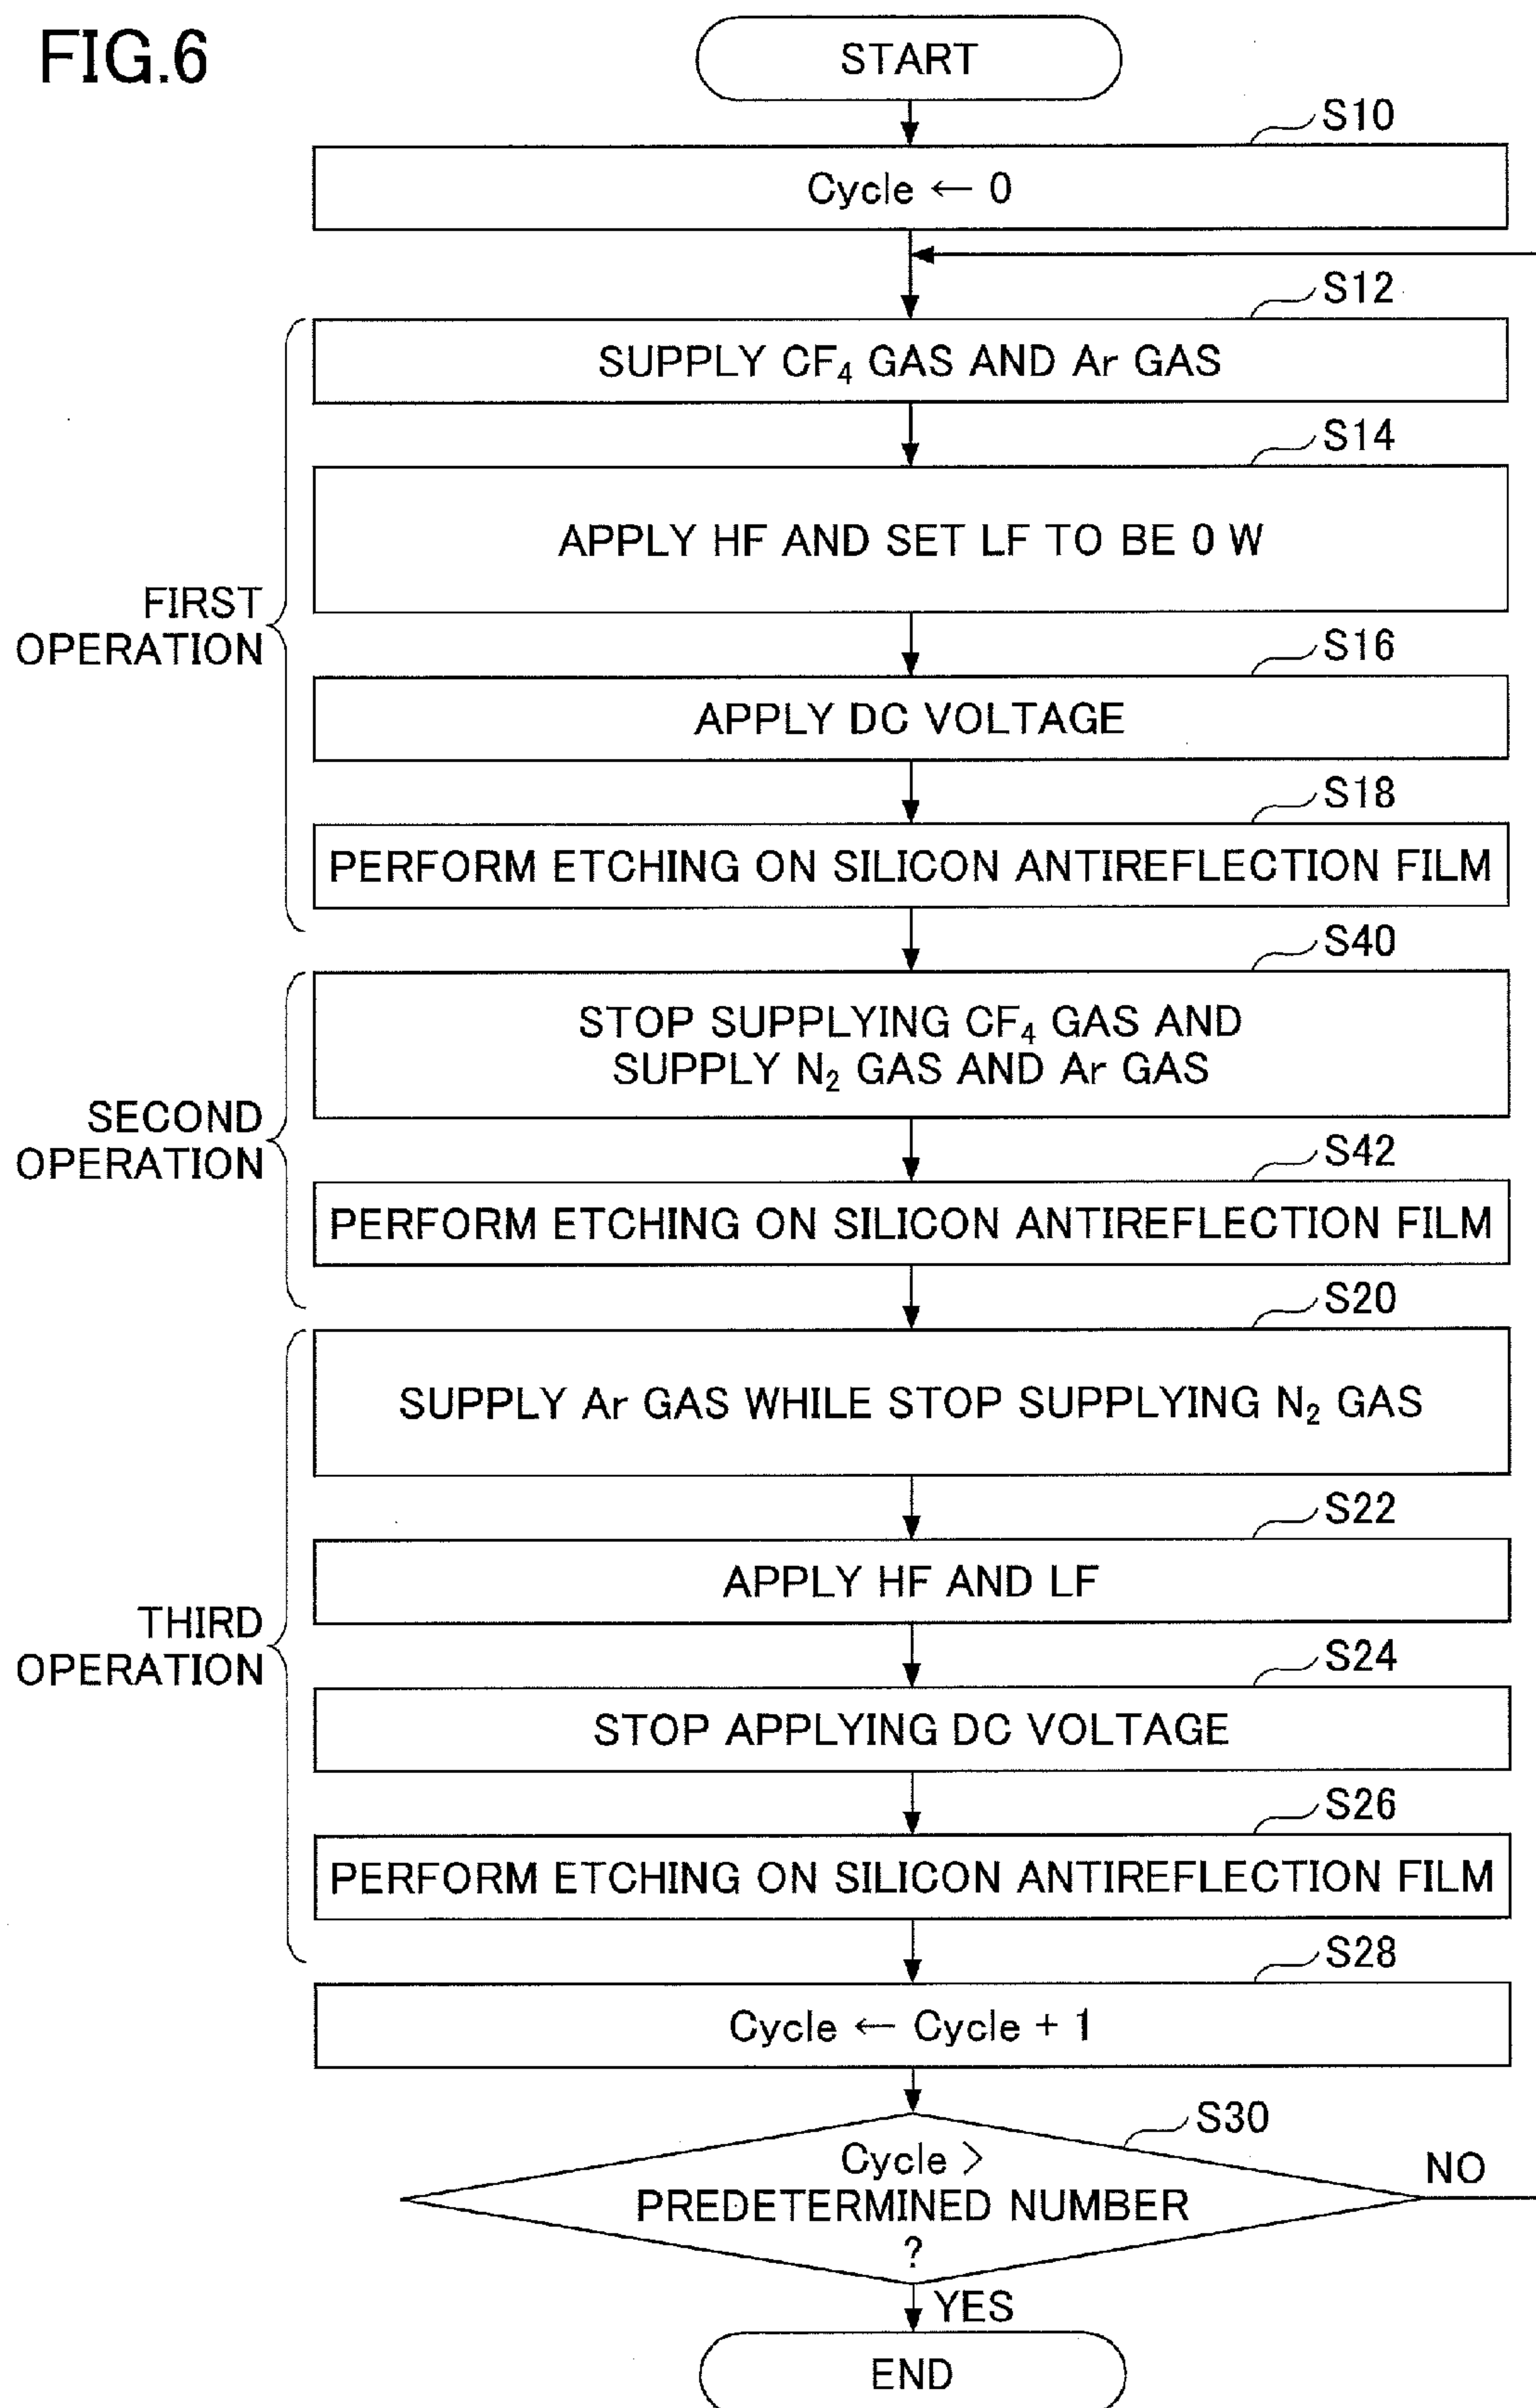 FIG.6
START
S10
Cycle ← 0
S12
SUPPLY CF₄ GAS AND Ar GAS
S14
APPLY HF AND SET LF TO BE 0 W
FIRST
OPERATION
S16
APPLY DC VOLTAGE
S18
PERFORM ETCHING ON SILICON ANTIREFLECTION FILM
S40
STOP SUPPLYING CF₄ GAS AND
SUPPLY N₂ GAS AND Ar GAS
SECOND
OPERATION
S42
PERFORM ETCHING ON SILICON ANTIREFLECTION FILM
S20
SUPPLY Ar GAS WHILE STOP SUPPLYING N₂ GAS
S22
APPLY HF AND LF
THIRD
OPERATION
S24
STOP APPLYING DC VOLTAGE
S26
PERFORM ETCHING ON SILICON ANTIREFLECTION FILM
S28
Cycle ← Cycle + 1
S30
Cycle >
PREDETERMINED NUMBER
?
NO
YES
END